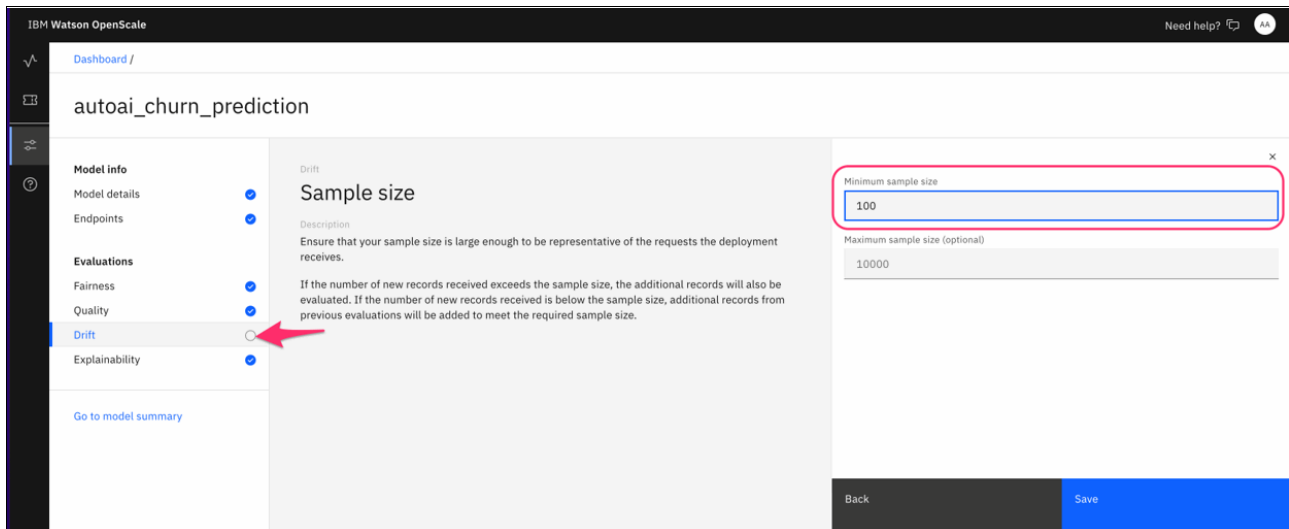 IBM Watson OpenScale
Need help?
AA
Dashboard /
autoai_churn_prediction
Model info
Model details
Endpoints
Evaluations
Fairness
Quality
Drift
Explainability
Go to model summary
Drift
Sample size
Description
Ensure that your sample size is large enough to be representative of the requests the deployment
receives.
If the number of new records received exceeds the sample size, the additional records will also be
evaluated. If the number of new records received is below the sample size, additional records from
previous evaluations will be added to meet the required sample size.
Minimum sample size
100
Maximum sample size (optional)
10000
Back
Save